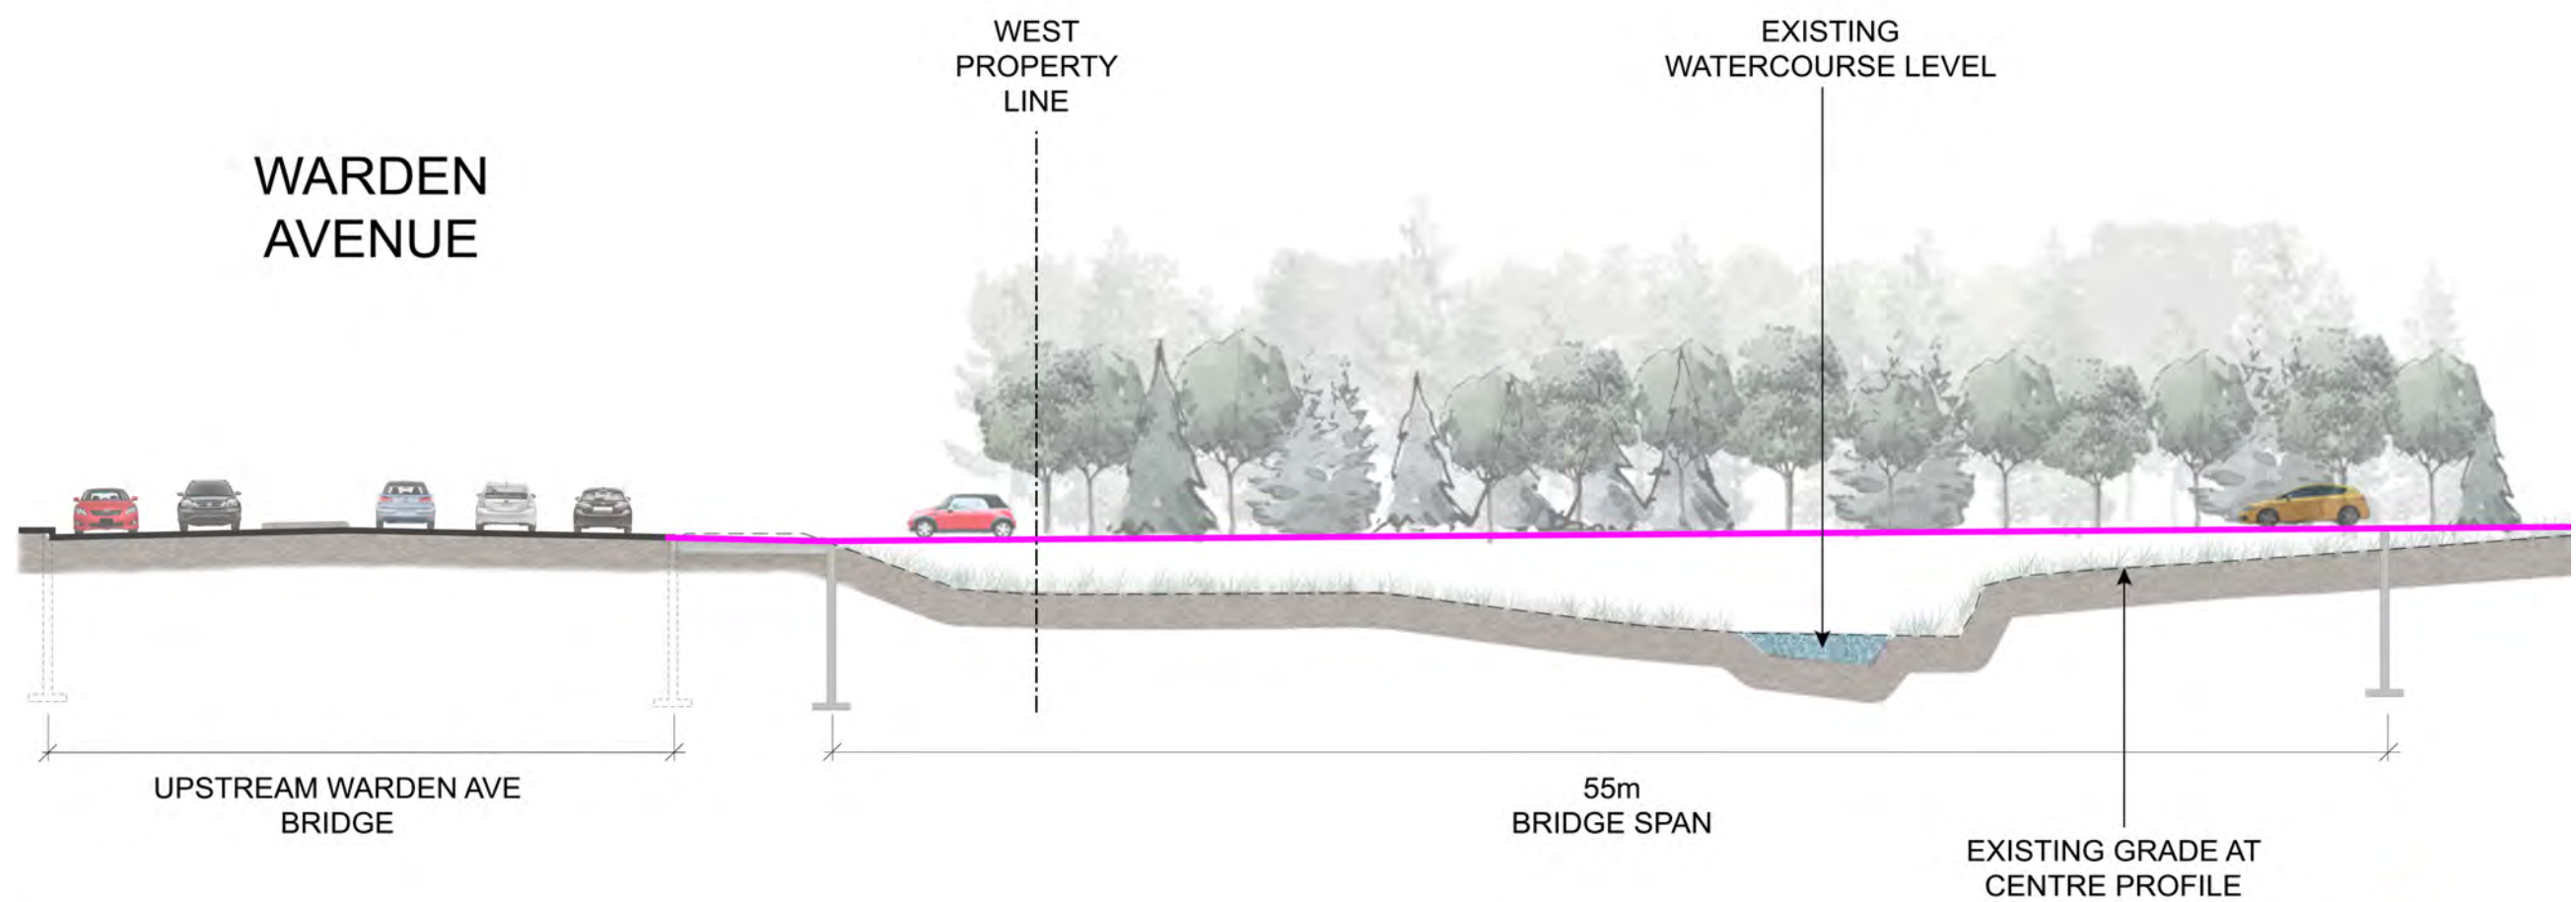 WEST
PROPERTY
LINE
EXISTING
WATERCOURSE LEVEL
WARDEN
AVENUE
UPSTREAM WARDEN AVE
BRIDGE
55m
BRIDGE SPAN
EXISTING GRADE AT
CENTRE PROFILE